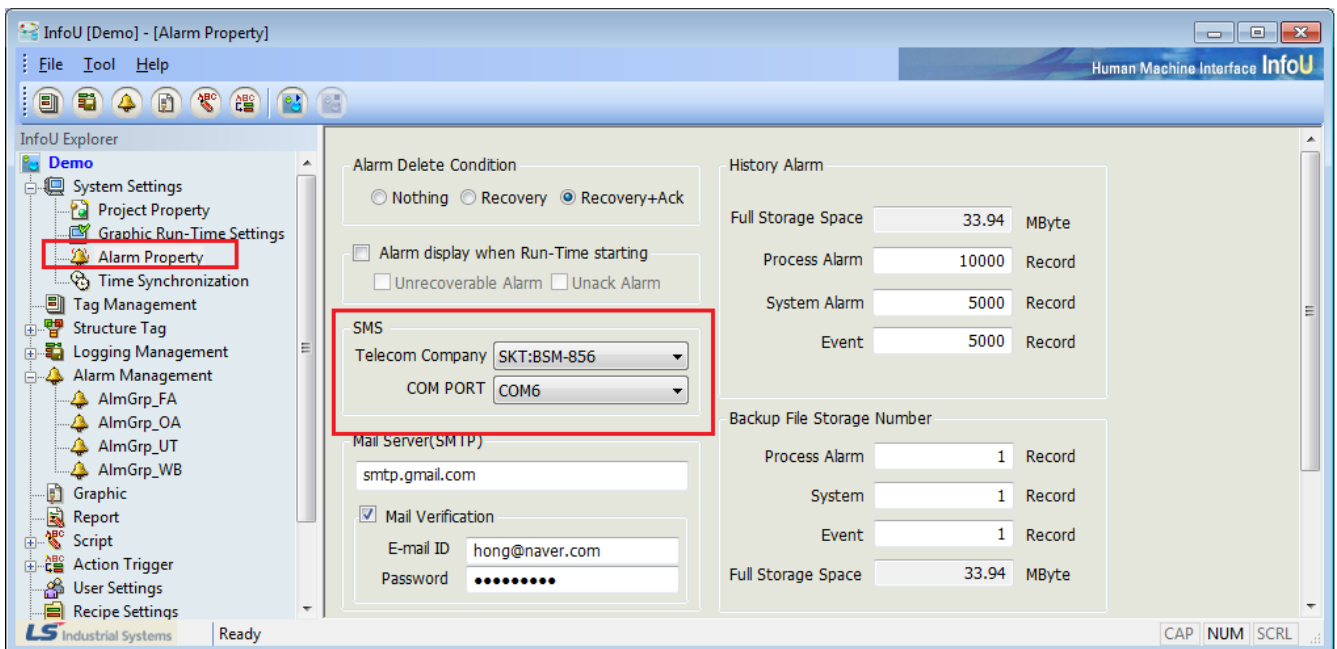 InfoU [Demo] - [Alarm Property]
File Tool Help
Human Machine Interface InfoU
InfoU Explorer
Demo
System Settings
Project Property
Graphic Run-Time Settings
Alarm Property
Time Synchronization
Tag Management
Structure Tag
Logging Management
Alarm Management
AlmGrp_FA
AlmGrp_OA
AlmGrp_UT
AlmGrp_WB
Graphic
Report
Script
Action Trigger
User Settings
Recipe Settings
Alarm Delete Condition
Nothing Recovery Recovery+Ack
Alarm display when Run-Time starting
Unrecoverable Alarm Unack Alarm
SMS
Telecom Company SKT:BSM-856
COM PORT COM6
Mail Server(SMTP)
smtp.gmail.com
Mail Verification
E-mail ID hong@naver.com
Password •••••••••
History Alarm
Full Storage Space 33.94 MByte
Process Alarm 10000 Record
System Alarm 5000 Record
Event 5000 Record
Backup File Storage Number
Process Alarm 1 Record
System 1 Record
Event 1 Record
Full Storage Space 33.94 MByte
LS Industrial Systems Ready
CAP NUM SCRL